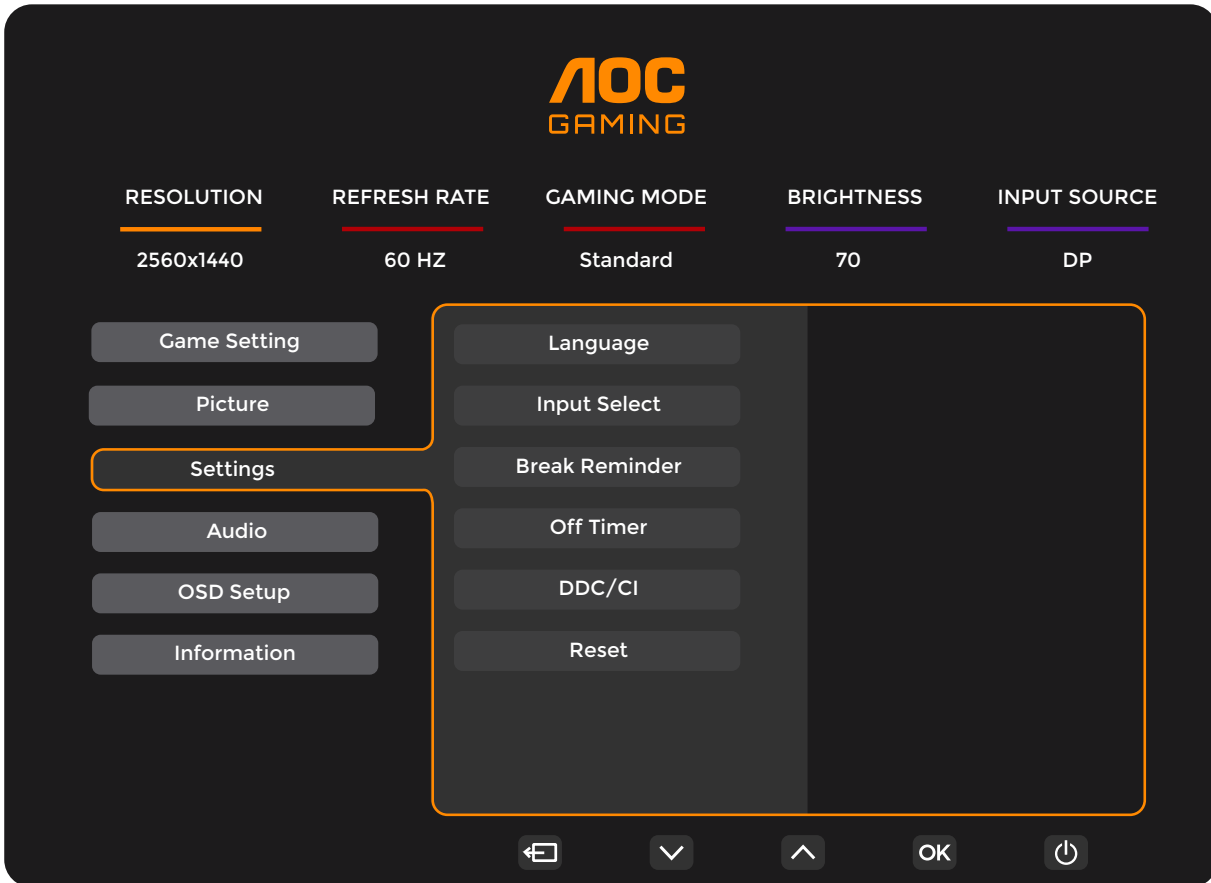 AOC
GAMING
RESOLUTION REFRESH RATE GAMING MODE BRIGHTNESS INPUT SOURCE
2560x1440 60 HZ Standard 70 DP
Game Setting
Picture
Settings
Audio
OSD Setup
Information
Language
Input Select
Break Reminder
Off Timer
DDC/CI
Reset
OK